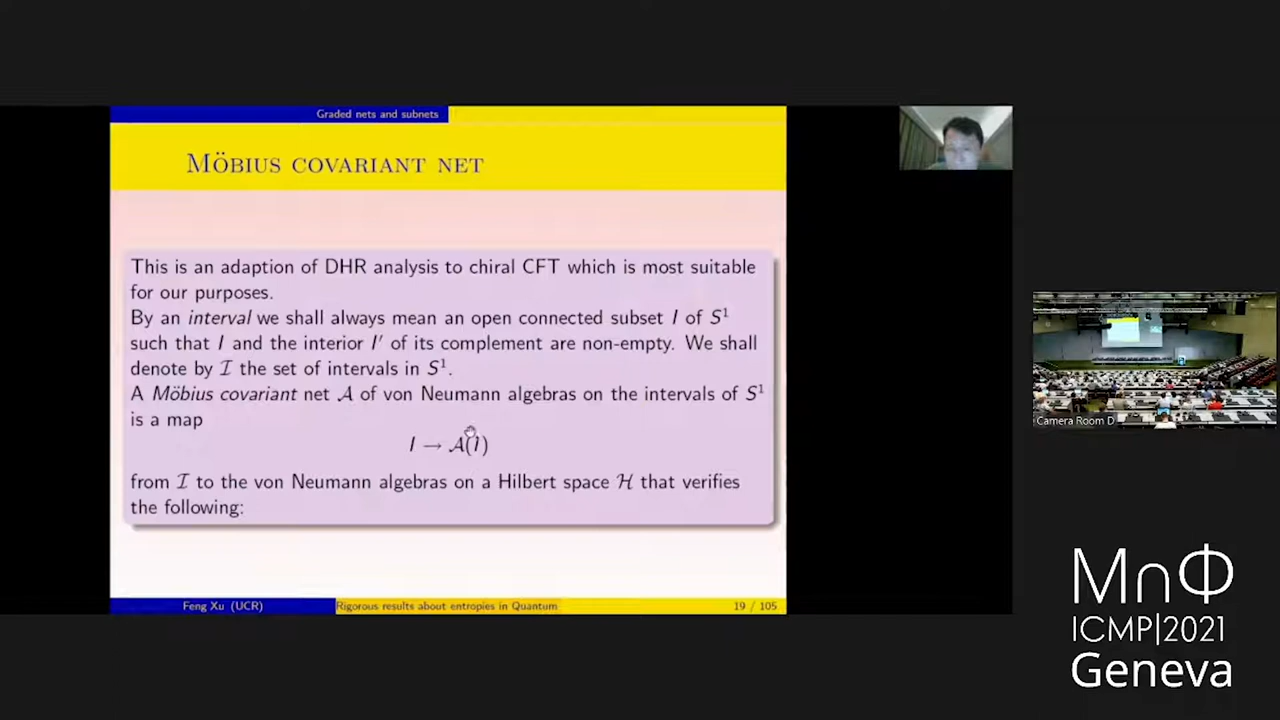 Graded nets and subnets
Möbius covariant net
This is an adaption of DHR analysis to chiral CFT which is most suitable
for our purposes.
By an interval we shall always mean an open connected subset I of S¹
such that I and the interior I′ of its complement are non-empty. We shall
denote by ℐ the set of intervals in S¹.
A Möbius covariant net 𝒜 of von Neumann algebras on the intervals of S¹
is a map
I → 𝒜(I)
from ℐ to the von Neumann algebras on a Hilbert space ℋ that verifies
the following:
Feng Xu (UCR)
Rigorous results about entropies in Quantum
19 / 105
Camera Room D
M∩Φ
ICMP|2021
Geneva